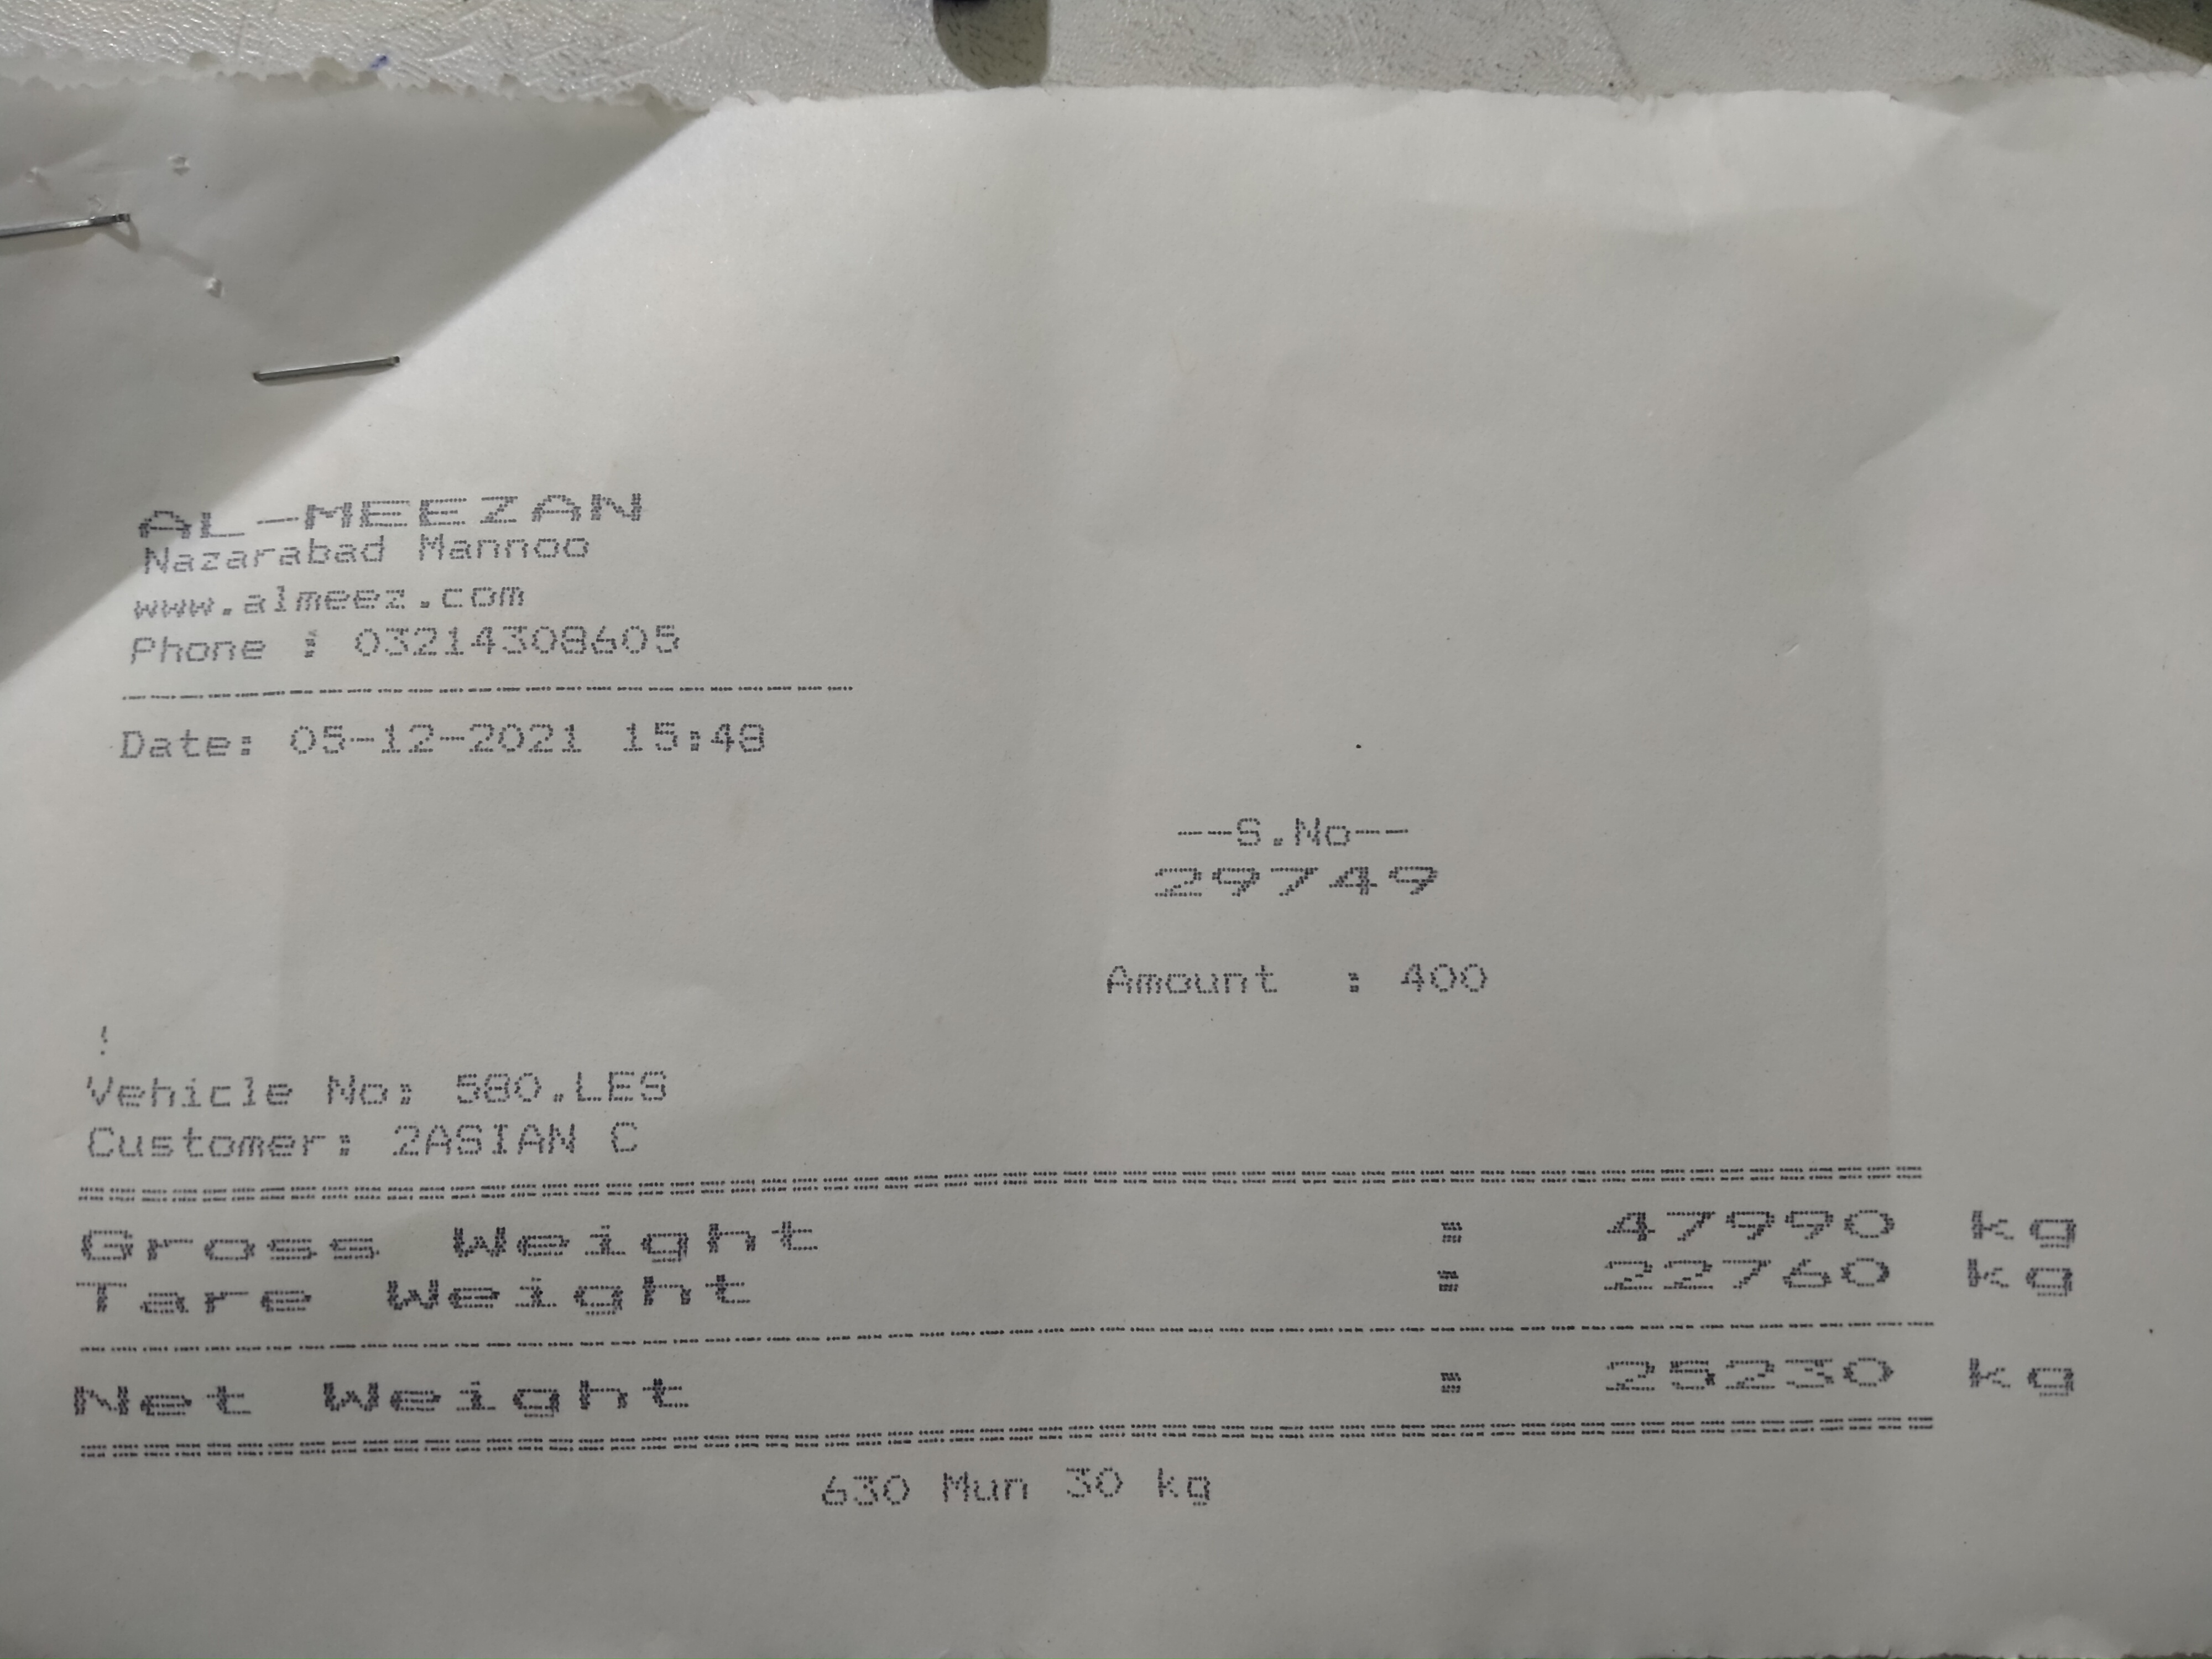 AL-MEEZAN
Nazarabad Mannoo
www.almeez.com
Phone : 03214308605
Date: 05-12-2021 15:48
--S.No--
29749
Amount : 400
!
Vehicle No: 580.LES
Customer: 2ASIAN C
Gross Weight : 47990 kg
Tare Weight : 22760 kg
Net Weight : 25230 kg
630 Mun 30 kg